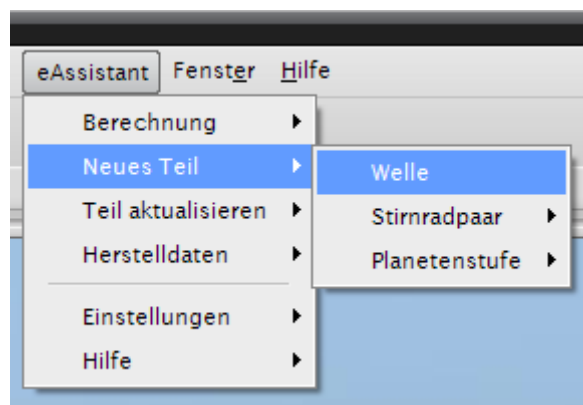 eAssistant Fenster Hilfe
Berechnung
Neues Teil
Welle
Teil aktualisieren
Stirnradpaar
Herstelldaten
Planetenstufe
Einstellungen
Hilfe